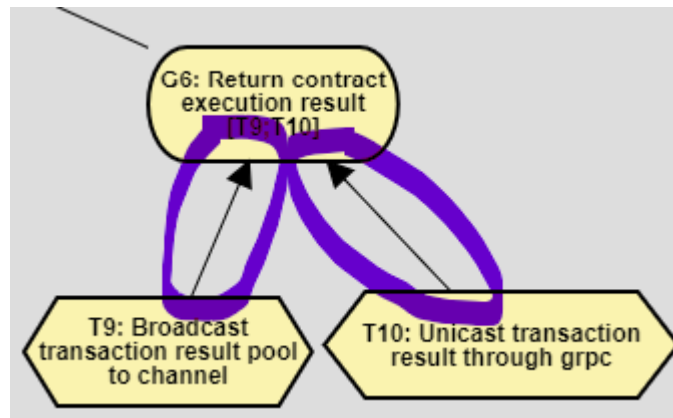 G6: Return contract
execution result
[T9;T10]
T9: Broadcast
transaction result pool
to channel
T10: Unicast transaction
result through grpc